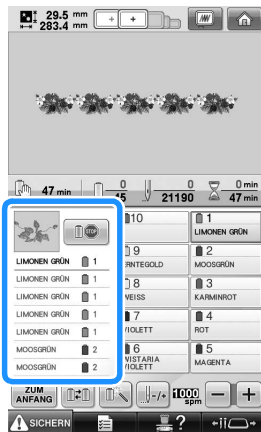 29.5 mm
283.4 mm
47 min
0
45
0
21190
0 min
47 min
STOP
LIMONEN GRÜN 1
LIMONEN GRÜN 1
LIMONEN GRÜN 1
LIMONEN GRÜN 1
LIMONEN GRÜN 1
MOOSGRÜN 2
MOOSGRÜN 2
10
1
LIMONEN GRÜN
9
RNTEGOLD
2
MOOSGRÜN
8
WEISS
3
KARMINROT
7
VIOLETT
4
ROT
6
WISTARIA
VIOLETT
5
MAGENTA
ZUM
ANFANG
-/+
1000
spm
- +
SICHERN
?